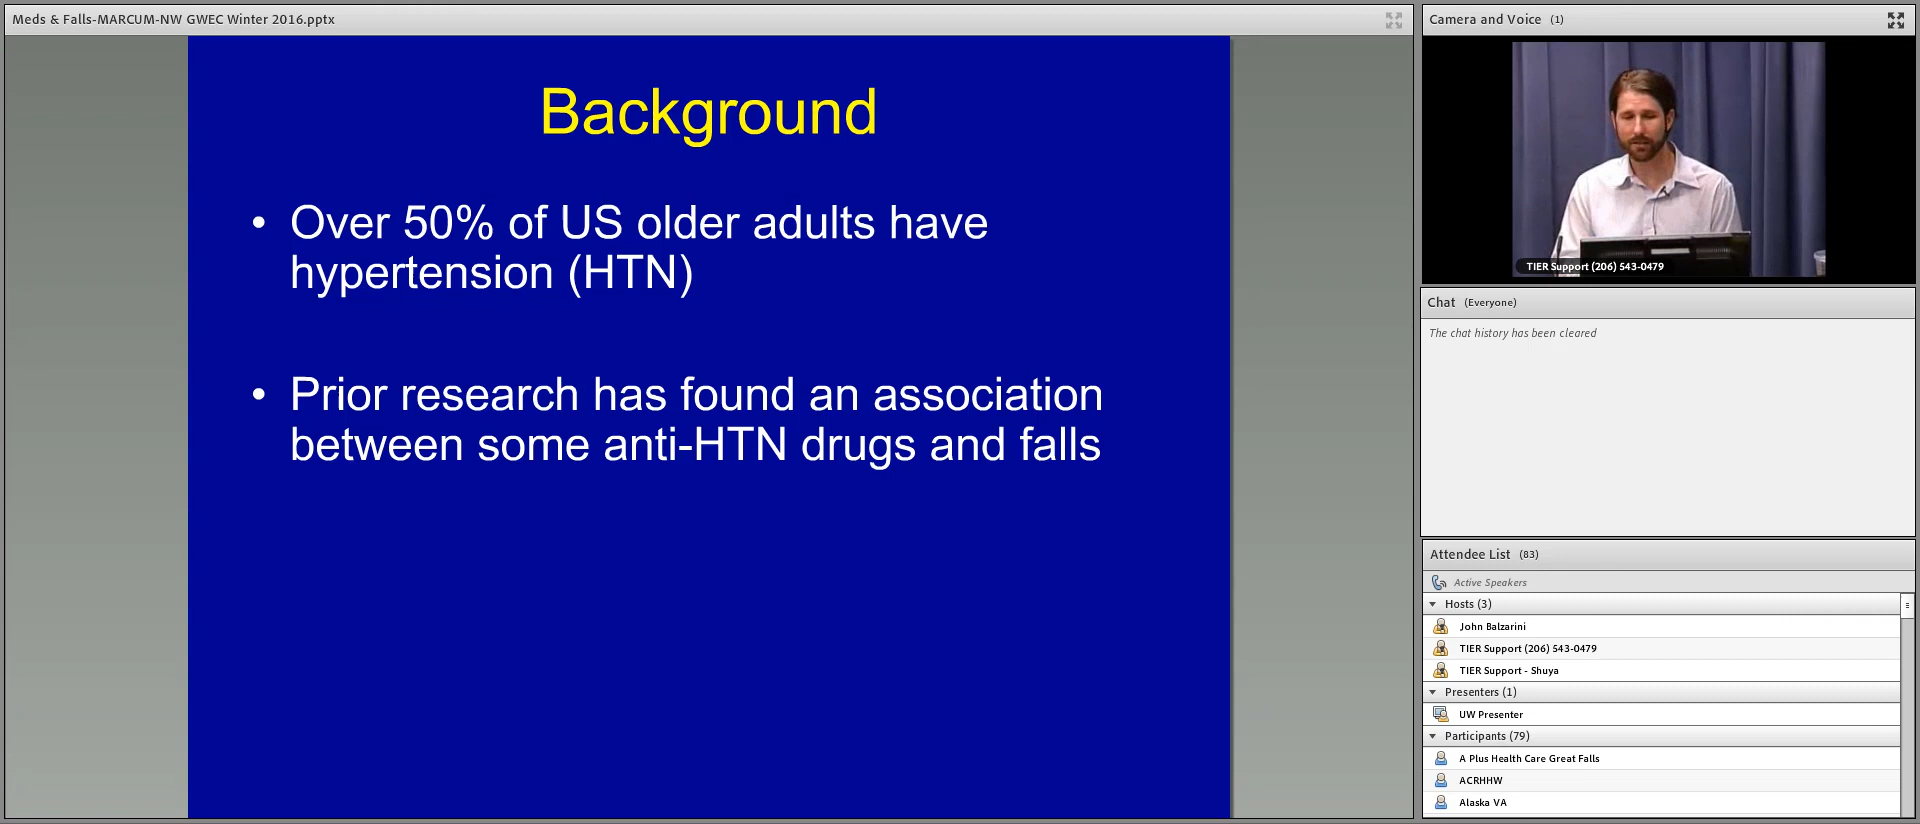 Meds & Falls-MARCUM-NW GWEC Winter 2016.pptx
Background
• Over 50% of US older adults have
hypertension (HTN)
• Prior research has found an association
between some anti-HTN drugs and falls
Camera and Voice (1)
TIER Support (206) 543-0479
Chat (Everyone)
The chat history has been cleared
Attendee List (83)
Active Speakers
Hosts (3)
John Balzarini
TIER Support (206) 543-0479
TIER Support - Shuya
Presenters (1)
UW Presenter
Participants (79)
A Plus Health Care Great Falls
ACRHHW
Alaska VA